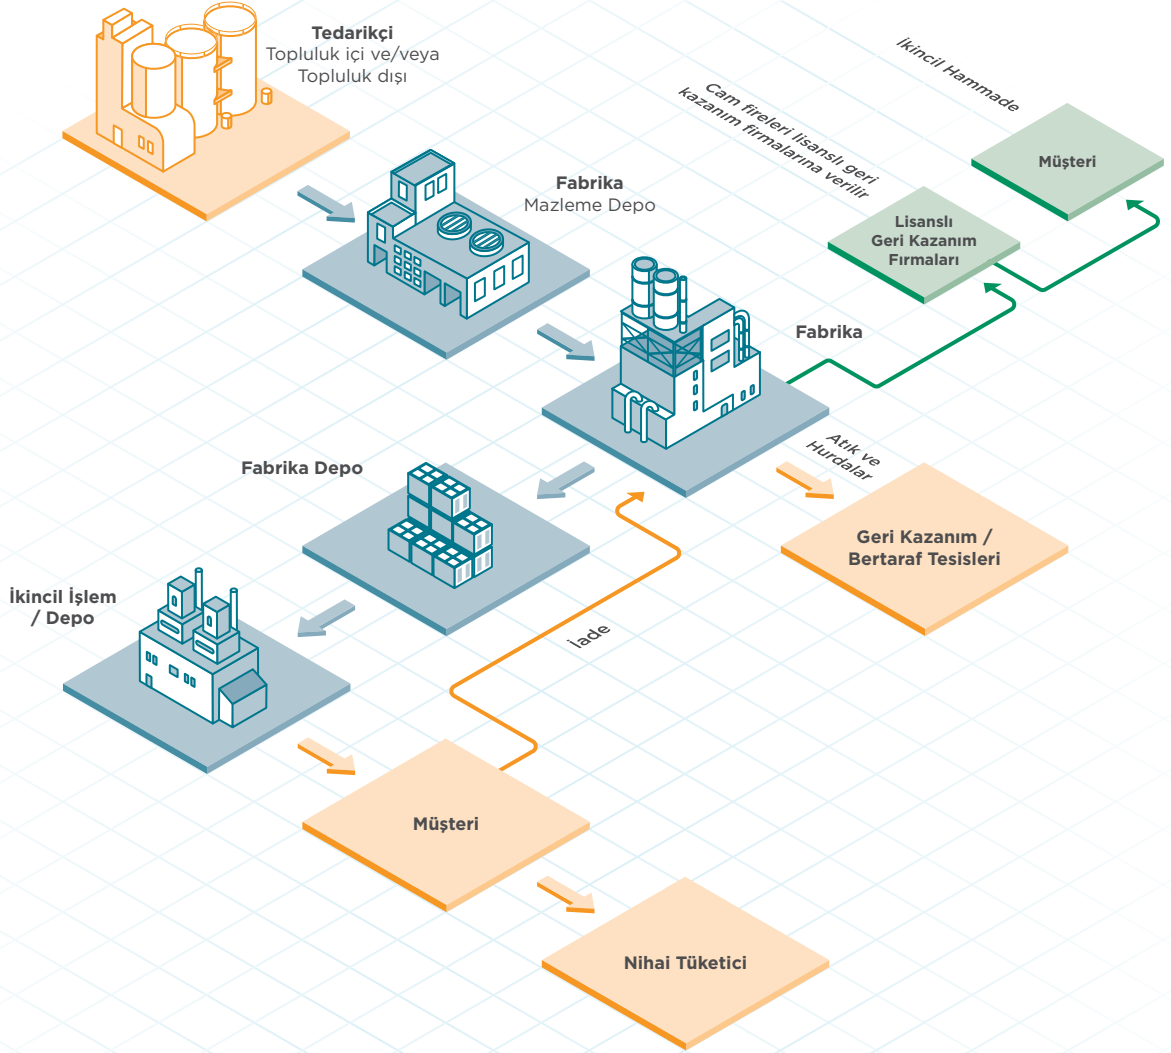 Tedarikçi
Topluluk içi ve/veya
Topluluk dışı
İkincil Hammade
Cam fireleri lisanslı geri
kazanım firmalarına verilir
Müşteri
Fabrika
Mazleme Depo
Lisanslı
Geri Kazanım
Firmaları
Fabrika
Atık ve
Hurdalar
Fabrika Depo
Geri Kazanım /
Bertaraf Tesisleri
İkincil İşlem
/ Depo
İade
Müşteri
Nihai Tüketici